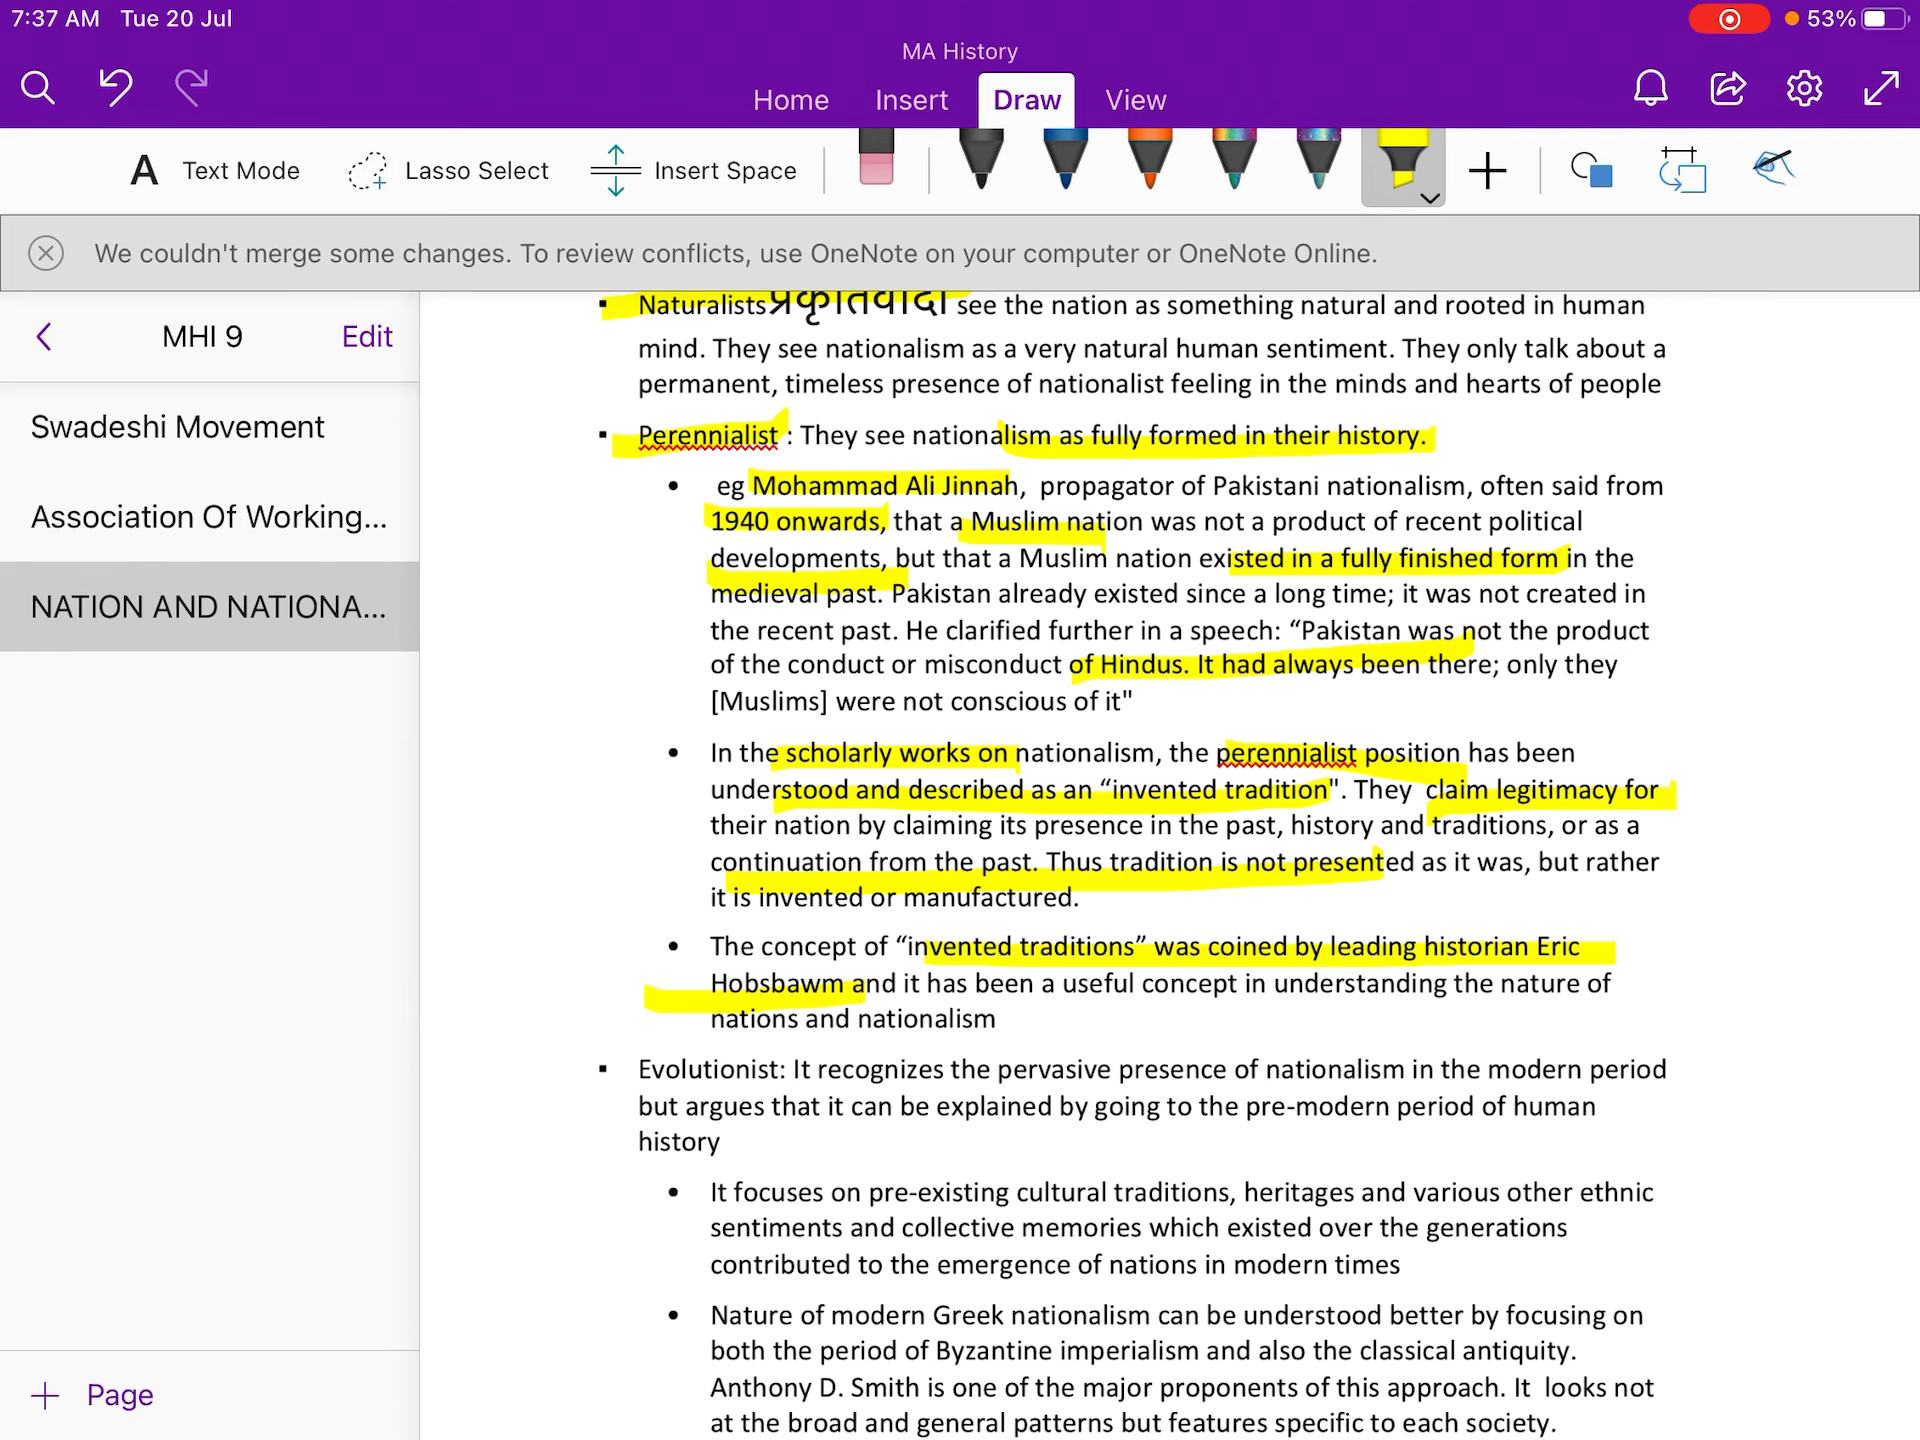 7:37 AM Tue 20 Jul
53%
MA History
Home Insert Draw View
A Text Mode Lasso Select Insert Space
We couldn't merge some changes. To review conflicts, use OneNote on your computer or OneNote Online.
MHI 9 Edit
Swadeshi Movement
Association Of Working...
NATION AND NATIONA...
Page
▪ Naturalists प्रकृतिवादी see the nation as something natural and rooted in human
mind. They see nationalism as a very natural human sentiment. They only talk about a
permanent, timeless presence of nationalist feeling in the minds and hearts of people
▪ Perennialist : They see nationalism as fully formed in their history.
• eg Mohammad Ali Jinnah, propagator of Pakistani nationalism, often said from
1940 onwards, that a Muslim nation was not a product of recent political
developments, but that a Muslim nation existed in a fully finished form in the
medieval past. Pakistan already existed since a long time; it was not created in
the recent past. He clarified further in a speech: “Pakistan was not the product
of the conduct or misconduct of Hindus. It had always been there; only they
[Muslims] were not conscious of it"
• In the scholarly works on nationalism, the perennialist position has been
understood and described as an “invented tradition". They claim legitimacy for
their nation by claiming its presence in the past, history and traditions, or as a
continuation from the past. Thus tradition is not presented as it was, but rather
it is invented or manufactured.
• The concept of “invented traditions” was coined by leading historian Eric
Hobsbawm and it has been a useful concept in understanding the nature of
nations and nationalism
▪ Evolutionist: It recognizes the pervasive presence of nationalism in the modern period
but argues that it can be explained by going to the pre-modern period of human
history
• It focuses on pre-existing cultural traditions, heritages and various other ethnic
sentiments and collective memories which existed over the generations
contributed to the emergence of nations in modern times
• Nature of modern Greek nationalism can be understood better by focusing on
both the period of Byzantine imperialism and also the classical antiquity.
Anthony D. Smith is one of the major proponents of this approach. It looks not
at the broad and general patterns but features specific to each society.